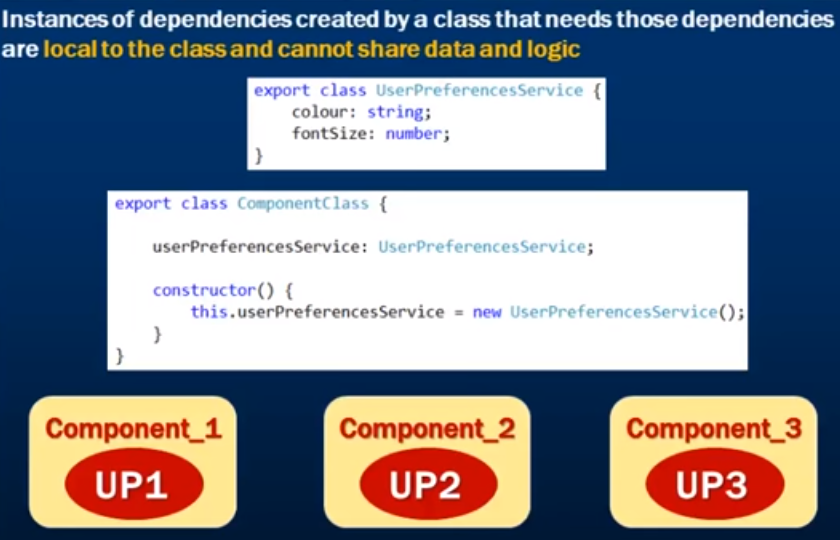 Instances of dependencies created by a class that needs those dependencies
are local to the class and cannot share data and logic
export class UserPreferencesService {
colour: string;
fontSize: number;
}
export class ComponentClass {
userPreferencesService: UserPreferencesService;
constructor() {
this.userPreferencesService = new UserPreferencesService();
}
}
Component_1
UP1
Component_2
UP2
Component_3
UP3